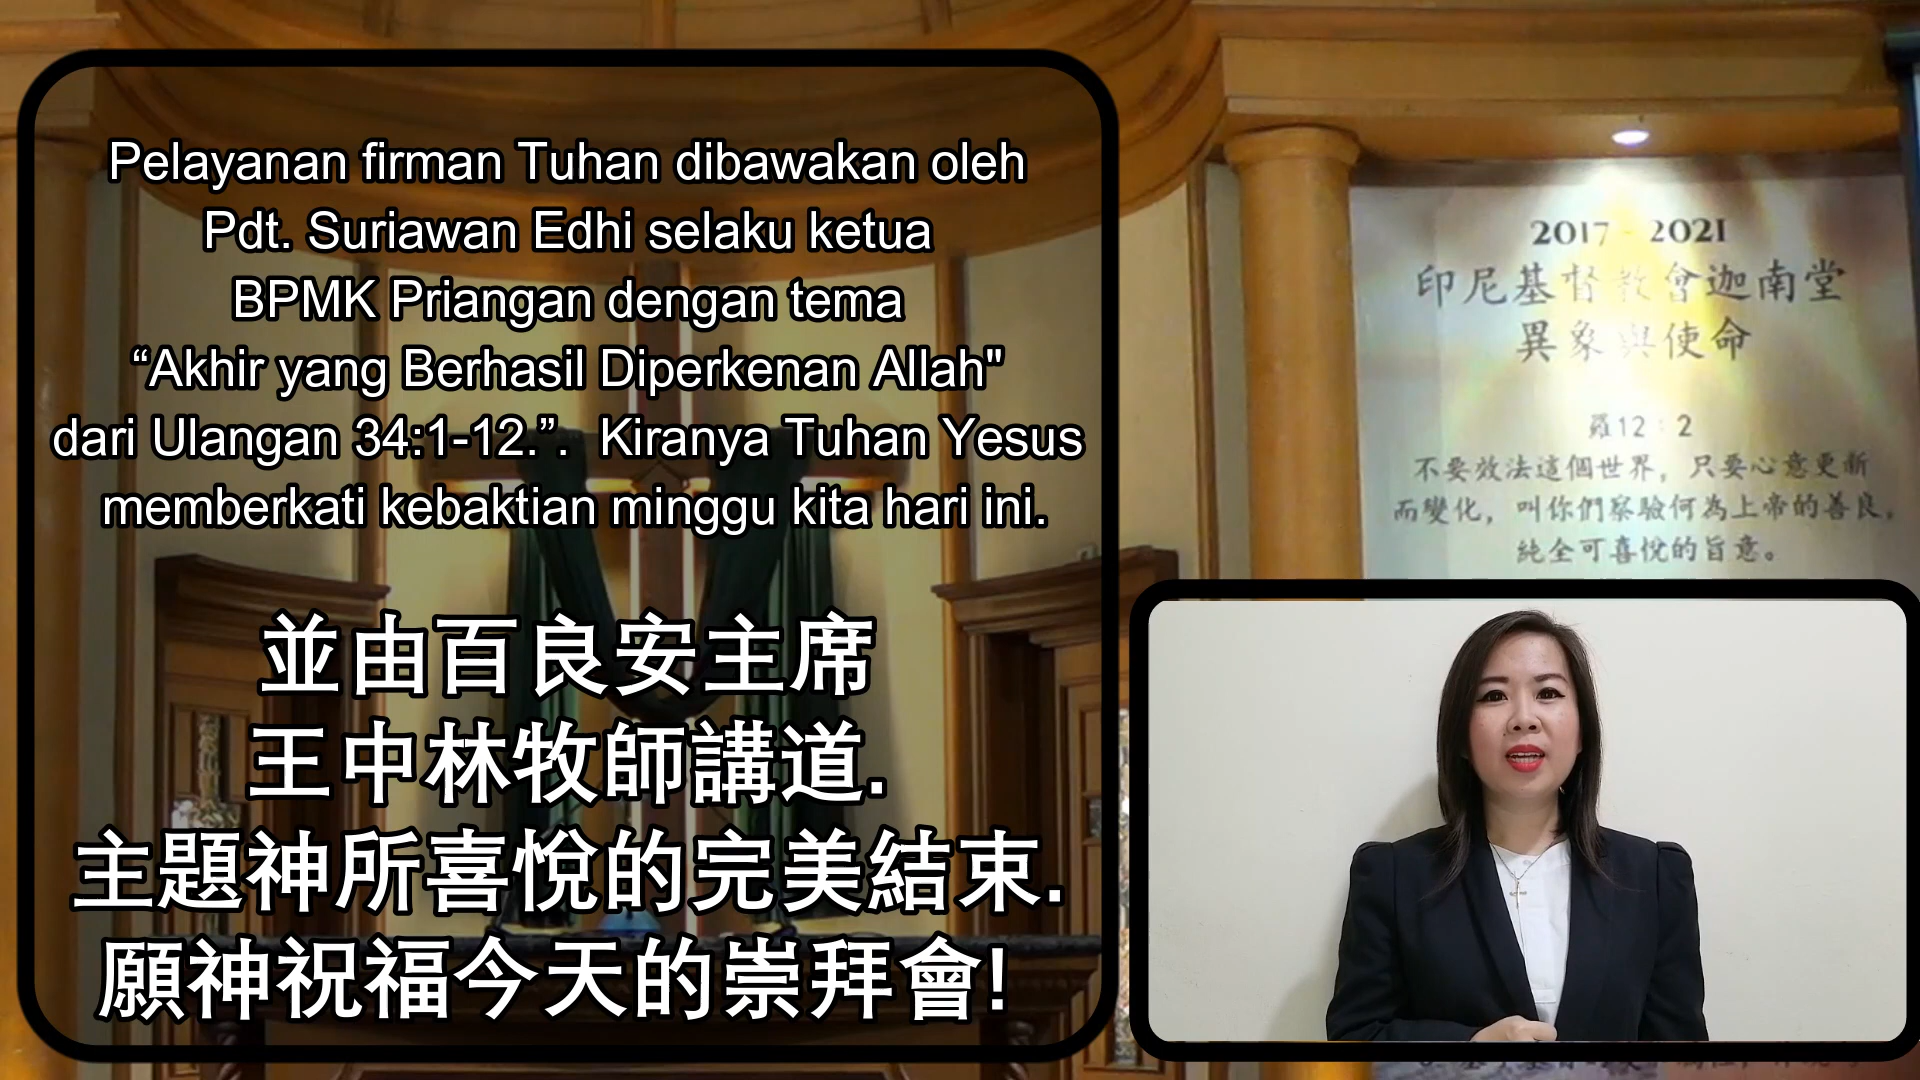 Pelayanan firman Tuhan dibawakan oleh
Pdt. Suriawan Edhi selaku ketua
BPMK Priangan dengan tema
“Akhir yang Berhasil Diperkenan Allah"
dari Ulangan 34:1-12.”.  Kiranya Tuhan Yesus
memberkati kebaktian minggu kita hari ini.
並由百良安主席
王中林牧師講道.
主題神所喜悅的完美結束.
願神祝福今天的崇拜會!
2017 - 2021
印尼基督教會迦南堂
異象與使命
羅12：2
不要效法這個世界，只要心意更新
而變化，叫你們察驗何為上帝的善良，
純全可喜悅的旨意。